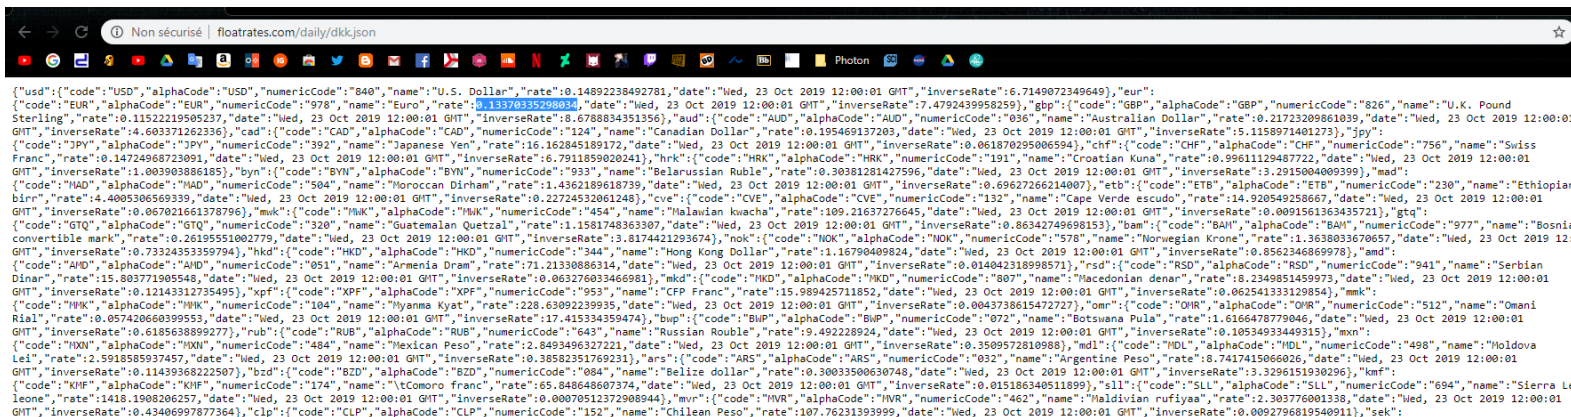 Non sécurisé | floatrates.com/daily/dkk.json
Photon
{"usd":{"code":"USD","alphaCode":"USD","numericCode":"840","name":"U.S. Dollar","rate":0.14892238492781,"date":"Wed, 23 Oct 2019 12:00:01 GMT","inverseRate":6.7149072349649},"eur":
{"code":"EUR","alphaCode":"EUR","numericCode":"978","name":"Euro","rate":0.13370335298034,"date":"Wed, 23 Oct 2019 12:00:01 GMT","inverseRate":7.4792439958259},"gbp":{"code":"GBP","alphaCode":"GBP","numericCode":"826","name":"U.K. Pound
Sterling","rate":0.11522219505237,"date":"Wed, 23 Oct 2019 12:00:01 GMT","inverseRate":8.6788834351356},"aud":{"code":"AUD","alphaCode":"AUD","numericCode":"036","name":"Australian Dollar","rate":0.21723209861039,"date":"Wed, 23 Oct 2019 12:00:01
GMT","inverseRate":4.603371262336},"cad":{"code":"CAD","alphaCode":"CAD","numericCode":"124","name":"Canadian Dollar","rate":0.195469137203,"date":"Wed, 23 Oct 2019 12:00:01 GMT","inverseRate":5.1158971401273},"jpy":
{"code":"JPY","alphaCode":"JPY","numericCode":"392","name":"Japanese Yen","rate":16.162845189172,"date":"Wed, 23 Oct 2019 12:00:01 GMT","inverseRate":0.061870295006594},"chf":{"code":"CHF","alphaCode":"CHF","numericCode":"756","name":"Swiss
Franc","rate":0.14724968723091,"date":"Wed, 23 Oct 2019 12:00:01 GMT","inverseRate":6.7911859020241},"hrk":{"code":"HRK","alphaCode":"HRK","numericCode":"191","name":"Croatian Kuna","rate":0.99611129487722,"date":"Wed, 23 Oct 2019 12:00:01
GMT","inverseRate":1.003903886185},"byn":{"code":"BYN","alphaCode":"BYN","numericCode":"933","name":"Belarussian Ruble","rate":0.30381281427596,"date":"Wed, 23 Oct 2019 12:00:01 GMT","inverseRate":3.2915004009399},"mad":
{"code":"MAD","alphaCode":"MAD","numericCode":"504","name":"Moroccan Dirham","rate":1.4362189618739,"date":"Wed, 23 Oct 2019 12:00:01 GMT","inverseRate":0.69627266214007},"etb":{"code":"ETB","alphaCode":"ETB","numericCode":"230","name":"Ethiopian
birr","rate":4.4005306569339,"date":"Wed, 23 Oct 2019 12:00:01 GMT","inverseRate":0.22724532061248},"cve":{"code":"CVE","alphaCode":"CVE","numericCode":"132","name":"Cape Verde escudo","rate":14.920549258667,"date":"Wed, 23 Oct 2019 12:00:01
GMT","inverseRate":0.067021661378796},"mwk":{"code":"MWK","alphaCode":"MWK","numericCode":"454","name":"Malawian kwacha","rate":109.21637276645,"date":"Wed, 23 Oct 2019 12:00:01 GMT","inverseRate":0.0091561363435721},"gtq":
{"code":"GTQ","alphaCode":"GTQ","numericCode":"320","name":"Guatemalan Quetzal","rate":1.1581748363307,"date":"Wed, 23 Oct 2019 12:00:01 GMT","inverseRate":0.86342749698153},"bam":{"code":"BAM","alphaCode":"BAM","numericCode":"977","name":"Bosnia
convertible mark","rate":0.26195551002779,"date":"Wed, 23 Oct 2019 12:00:01 GMT","inverseRate":3.8174421293674},"nok":{"code":"NOK","alphaCode":"NOK","numericCode":"578","name":"Norwegian Krone","rate":1.3638033670657,"date":"Wed, 23 Oct 2019 12:
GMT","inverseRate":0.73324353359794},"hkd":{"code":"HKD","alphaCode":"HKD","numericCode":"344","name":"Hong Kong Dollar","rate":1.16790409824,"date":"Wed, 23 Oct 2019 12:00:01 GMT","inverseRate":0.8562346869978},"amd":
{"code":"AMD","alphaCode":"AMD","numericCode":"051","name":"Armenia Dram","rate":71.21330886314,"date":"Wed, 23 Oct 2019 12:00:01 GMT","inverseRate":0.014042318998571},"rsd":{"code":"RSD","alphaCode":"RSD","numericCode":"941","name":"Serbian
Dinar","rate":15.803771905548,"date":"Wed, 23 Oct 2019 12:00:01 GMT","inverseRate":0.063276033466981},"mkd":{"code":"MKD","alphaCode":"MKD","numericCode":"807","name":"Macedonian denar","rate":8.2349851459973,"date":"Wed, 23 Oct 2019 12:00:01
GMT","inverseRate":0.12143312735495},"xpf":{"code":"XPF","alphaCode":"XPF","numericCode":"953","name":"CFP Franc","rate":15.989425711852,"date":"Wed, 23 Oct 2019 12:00:01 GMT","inverseRate":0.062541333129854},"mmk":
{"code":"MMK","alphaCode":"MMK","numericCode":"104","name":"Myanma Kyat","rate":228.63092239935,"date":"Wed, 23 Oct 2019 12:00:01 GMT","inverseRate":0.0043738615472727},"omr":{"code":"OMR","alphaCode":"OMR","numericCode":"512","name":"Omani
Rial","rate":0.057420660399553,"date":"Wed, 23 Oct 2019 12:00:01 GMT","inverseRate":17.415334359474},"bwp":{"code":"BWP","alphaCode":"BWP","numericCode":"072","name":"Botswana Pula","rate":1.6166478779046,"date":"Wed, 23 Oct 2019 12:00:01
GMT","inverseRate":0.6185638899277},"rub":{"code":"RUB","alphaCode":"RUB","numericCode":"643","name":"Russian Rouble","rate":9.492228924,"date":"Wed, 23 Oct 2019 12:00:01 GMT","inverseRate":0.10534933449315},"mxn":
{"code":"MXN","alphaCode":"MXN","numericCode":"484","name":"Mexican Peso","rate":2.8493496327221,"date":"Wed, 23 Oct 2019 12:00:01 GMT","inverseRate":0.3509572810988},"mdl":{"code":"MDL","alphaCode":"MDL","numericCode":"498","name":"Moldova
Lei","rate":2.5918585937457,"date":"Wed, 23 Oct 2019 12:00:01 GMT","inverseRate":0.38582351769231},"ars":{"code":"ARS","alphaCode":"ARS","numericCode":"032","name":"Argentine Peso","rate":8.7417415066026,"date":"Wed, 23 Oct 2019 12:00:01
GMT","inverseRate":0.11439368222507},"bzd":{"code":"BZD","alphaCode":"BZD","numericCode":"084","name":"Belize dollar","rate":0.30033500630748,"date":"Wed, 23 Oct 2019 12:00:01 GMT","inverseRate":3.3296151930296},"kmf":
{"code":"KMF","alphaCode":"KMF","numericCode":"174","name":"\tComoro franc","rate":65.848648607374,"date":"Wed, 23 Oct 2019 12:00:01 GMT","inverseRate":0.015186340511899},"sll":{"code":"SLL","alphaCode":"SLL","numericCode":"694","name":"Sierra Le
leone","rate":1418.1908206257,"date":"Wed, 23 Oct 2019 12:00:01 GMT","inverseRate":0.00070512372908944},"mvr":{"code":"MVR","alphaCode":"MVR","numericCode":"462","name":"Maldivian rufiyaa","rate":2.303776001338,"date":"Wed, 23 Oct 2019 12:00:01
GMT","inverseRate":0.43406997877364},"clp":{"code":"CLP","alphaCode":"CLP","numericCode":"152","name":"Chilean Peso","rate":107.76231393999,"date":"Wed, 23 Oct 2019 12:00:01 GMT","inverseRate":0.0092796819540911},"sek":